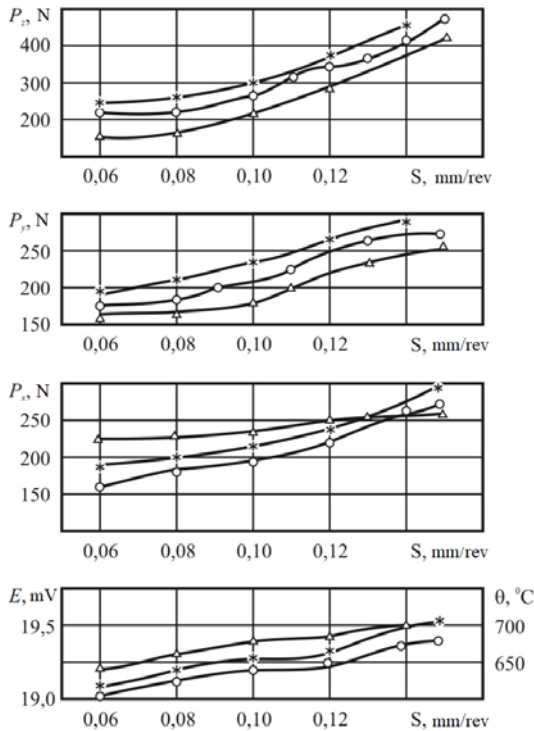 P_z, N
400
300
200
0,06 0,08 0,10 0,12 S, mm/rev
P_y, N
250
200
150
0,06 0,08 0,10 0,12 S, mm/rev
P_x, N
250
200
150
0,06 0,08 0,10 0,12 S, mm/rev
E, mV θ, °C
19,5 700
650
19,0
0,06 0,08 0,10 0,12 S, mm/rev